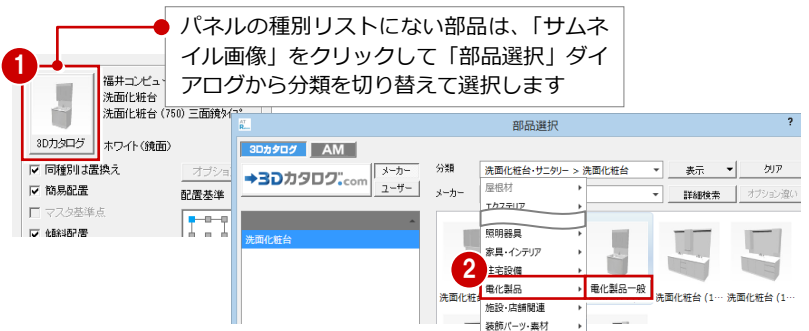 パネルの種別リストにない部品は、「サムネ
イル画像」をクリックして「部品選択」ダイ
アログから分類を切り替えて選択します
1
福井コンピュ
洗面化粧台
洗面化粧台 (750) 三面鏡タイプ
3Dカタログ
ホワイト(鏡面)
同種別は置換え
オプショ
簡易配置
配置基準
マスタ基準点
傾斜配置
部品選択
?
3Dカタログ AM
3Dカタログ.com
メーカー
ユーザー
分類
洗面化粧台・サニタリー > 洗面化粧台
表示
クリア
メーカー
詳細検索
オプション違い
洗面化粧台
屋根材
エクステリア
照明器具
家具・インテリア
2
住宅設備
電化製品
電化製品一般
施設・店舗関連
装飾パーツ・素材
洗面化粧
洗面化粧台 (1…
洗面化粧台 (1…